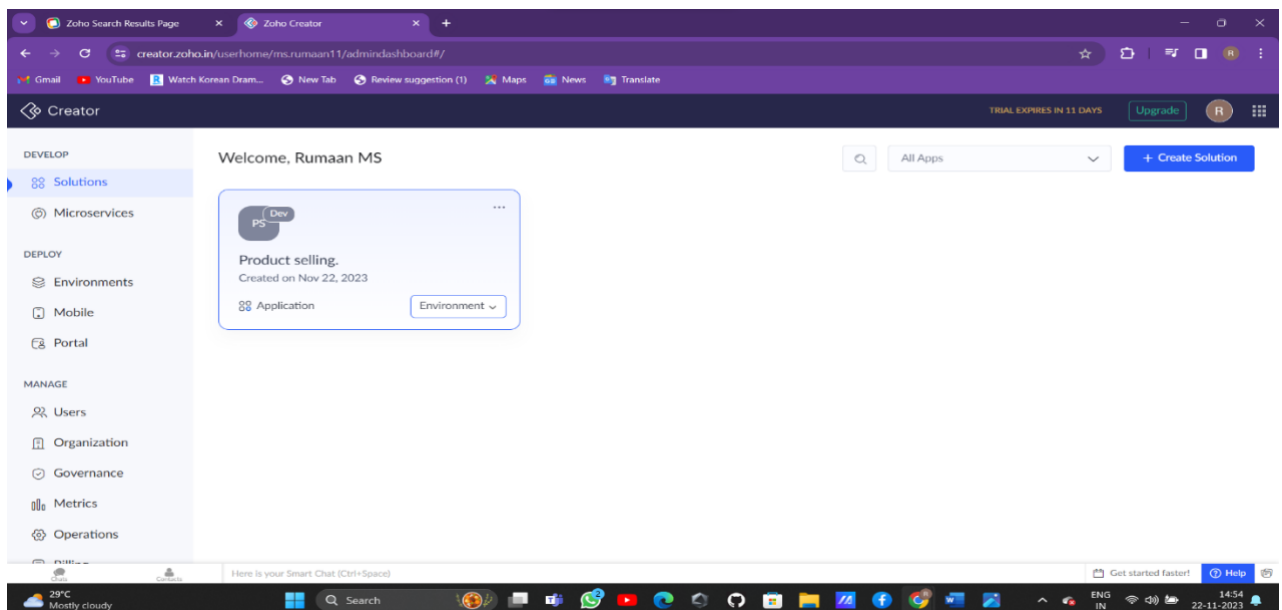 Zoho Search Results Page
Zoho Creator
creator.zoho.in/userhome/ms.rumaan11/admindashboard#/
R
Gmail
YouTube
Watch Korean Dram...
New Tab
Review suggestion (1)
Maps
News
Translate
Creator
TRIAL EXPIRES IN 11 DAYS
Upgrade
R
DEVELOP
Solutions
Microservices
DEPLOY
Environments
Mobile
Portal
MANAGE
Users
Organization
Governance
Metrics
Operations
Welcome, Rumaan MS
All Apps
+ Create Solution
PS
Dev
Product selling.
Created on Nov 22, 2023
Application
Environment
Chats
Contacts
Here is your Smart Chat (Ctrl+Space)
Get started faster!
Help
29°C
Mostly cloudy
Search
ENG
IN
14:54
22-11-2023